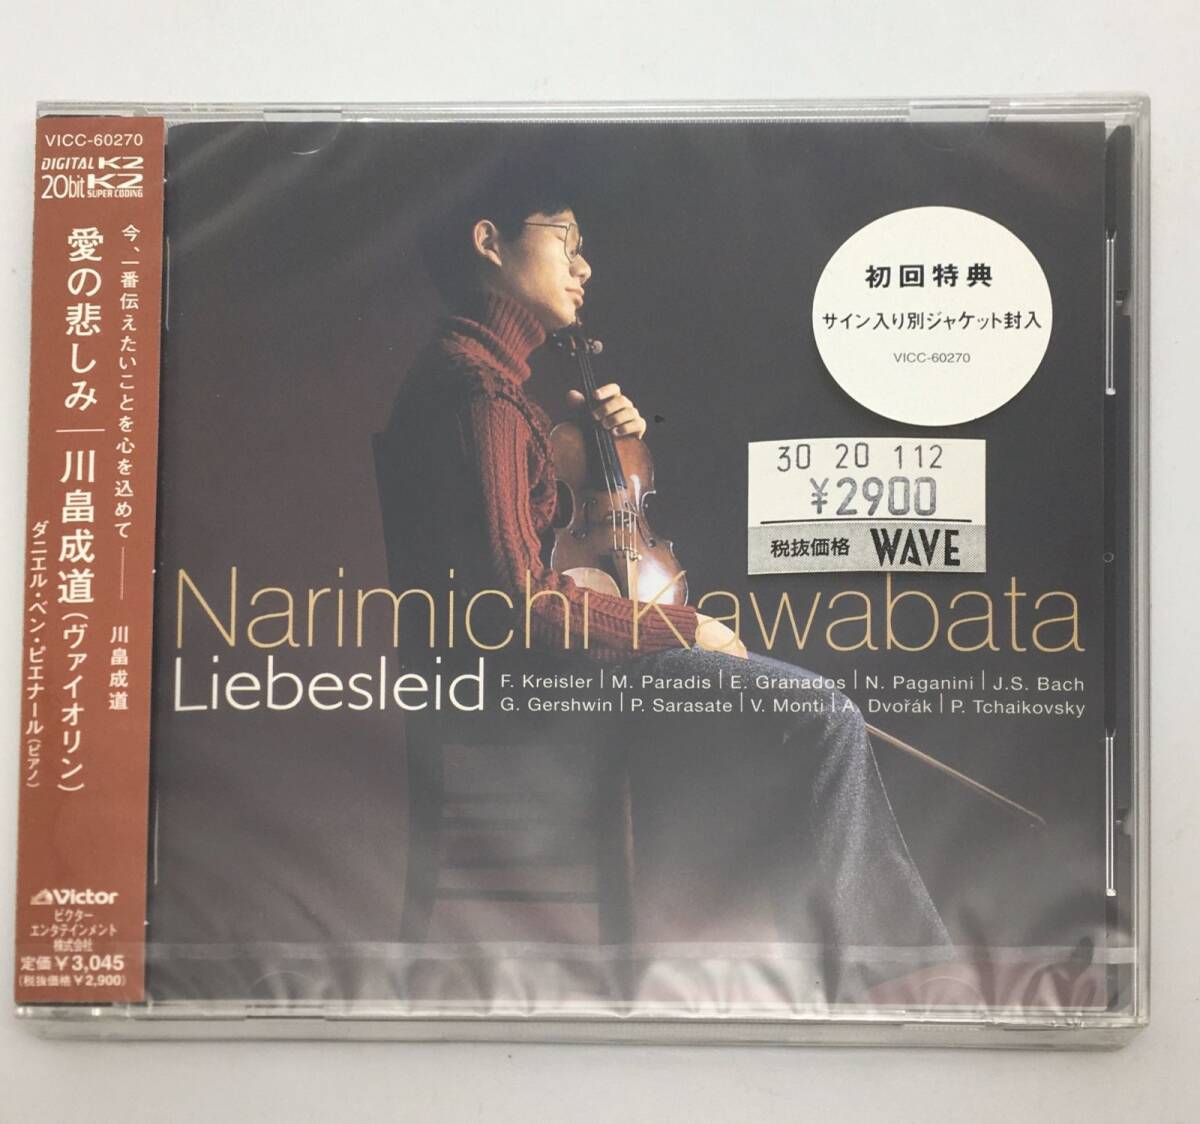 VICC-60270
DIGITAL K2
20bit K2
SUPER CODING
今、一番伝えたいことを心を込めて―― 川畠成道
愛の悲しみ｜川畠成道(ヴァイオリン)
ダニエル・ベン・ピエナール(ピアノ)
Victor
ビクター
エンタテインメント
株式会社
定価¥3,045
(税抜価格¥2,900)
初回特典
サイン入り別ジャケット封入
VICC-60270
30 20 112
¥2900
税抜価格 WAVE
Narimichi Kawabata
Liebesleid
F. Kreisler | M. Paradis | E. Granados | N. Paganini | J.S. Bach
G. Gershwin | P. Sarasate | V. Monti | A. Dvořák | P. Tchaikovsky